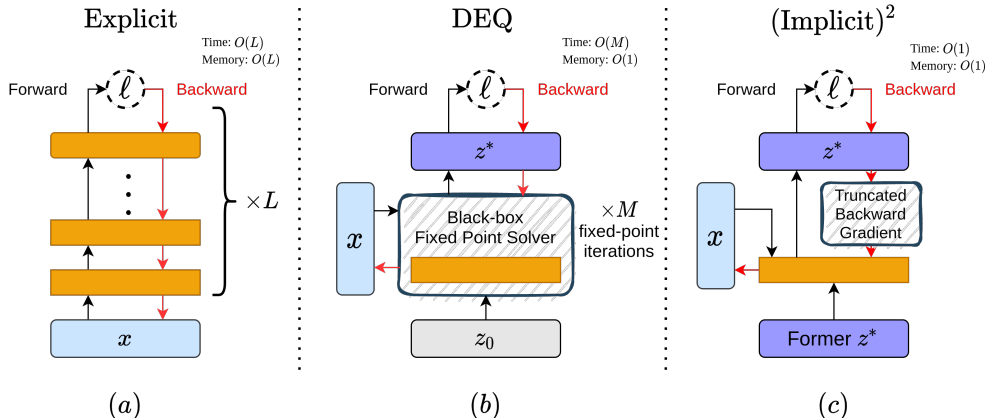 Explicit
Time: O(L)
Memory: O(L)
Forward
ℓ
Backward
⋮
×L
x
(a)
DEQ
Time: O(M)
Memory: O(1)
Forward
ℓ
Backward
z*
x
Black-box
Fixed Point Solver
×M
fixed-point
iterations
z₀
(b)
(Implicit)²
Time: O(1)
Memory: O(1)
Forward
ℓ
Backward
z*
Truncated
Backward
Gradient
x
Former z*
(c)